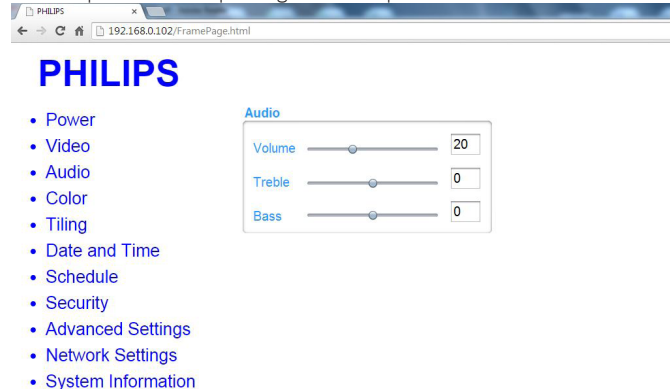 PHILIPS
192.168.0.102/FramePage.html
PHILIPS
• Power
• Video
• Audio
• Color
• Tiling
• Date and Time
• Schedule
• Security
• Advanced Settings
• Network Settings
• System Information
Audio
Volume 20
Treble 0
Bass 0